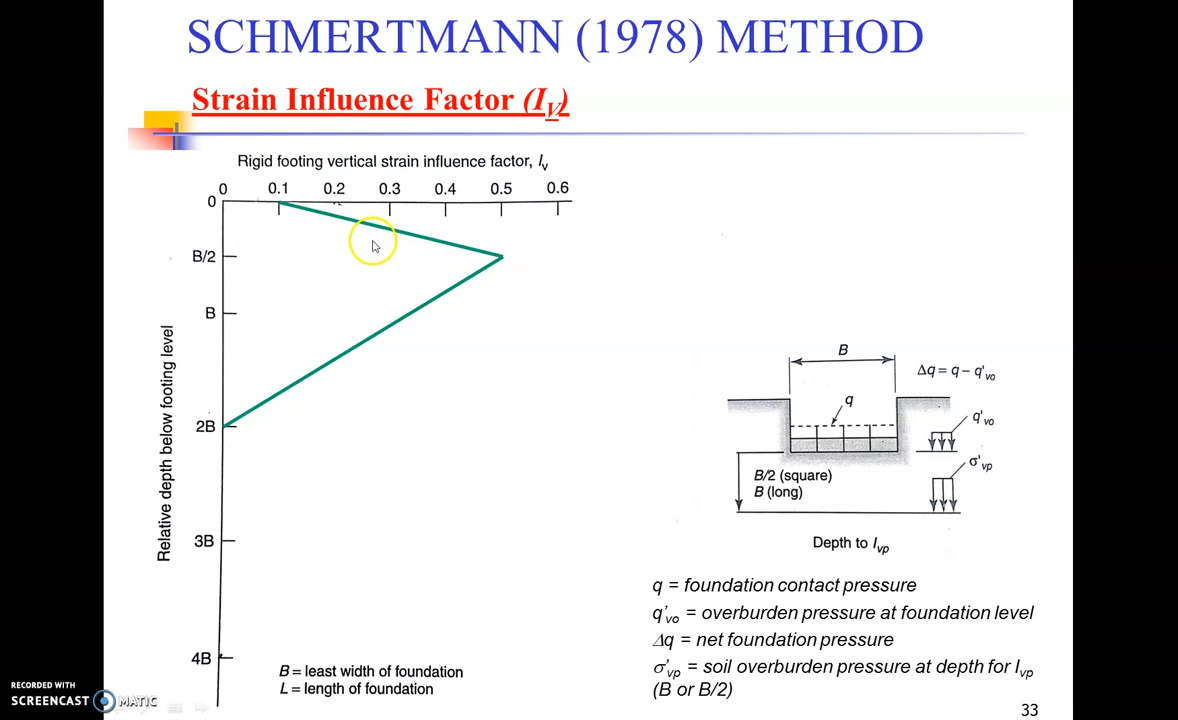 SCHMERTMANN (1978) METHOD
Strain Influence Factor (IV)
Rigid footing vertical strain influence factor, Iv
0 0.1 0.2 0.3 0.4 0.5 0.6
0
B/2
B
2B
3B
4B
Relative depth below footing level
B = least width of foundation
L = length of foundation
B
Δq = q – q'vo
q
q'vo
σ'vp
B/2 (square)
B (long)
Depth to Ivp
q = foundation contact pressure
q’vo = overburden pressure at foundation level
Δq = net foundation pressure
σ’vp = soil overburden pressure at depth for Ivp
(B or B/2)
RECORDED WITH
SCREENCAST MATIC
33